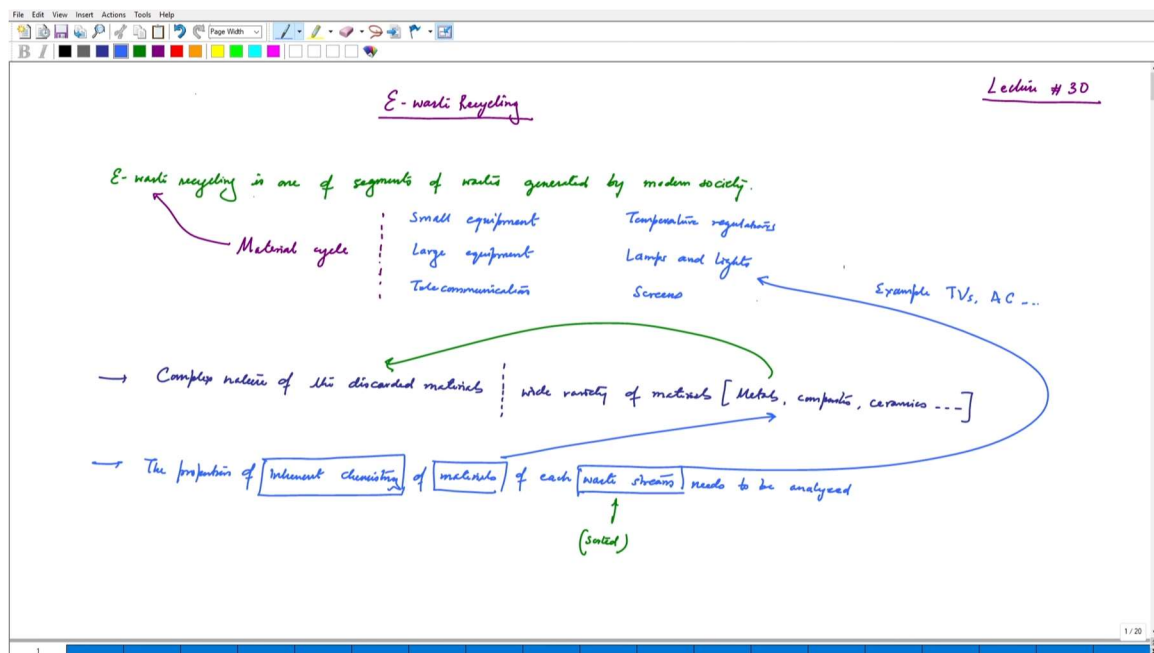 File Edit View Insert Actions Tools Help
Page Width
B I
Lecture #30
E-waste Recycling
E-waste recycling is one of segments of wastes generated by modern society.
Material cycle
Small equipment Temperature regulators
Large equipment Lamps and Lights
Telecommunication Screens
Example TVs, AC ...
→ Complex nature of the discarded materials wide variety of materials [Metals, composites, ceramics ----]
→ The proportion of inherent chemistry of materials of each waste streams needs to be analyzed
(sorted)
1 / 20
1